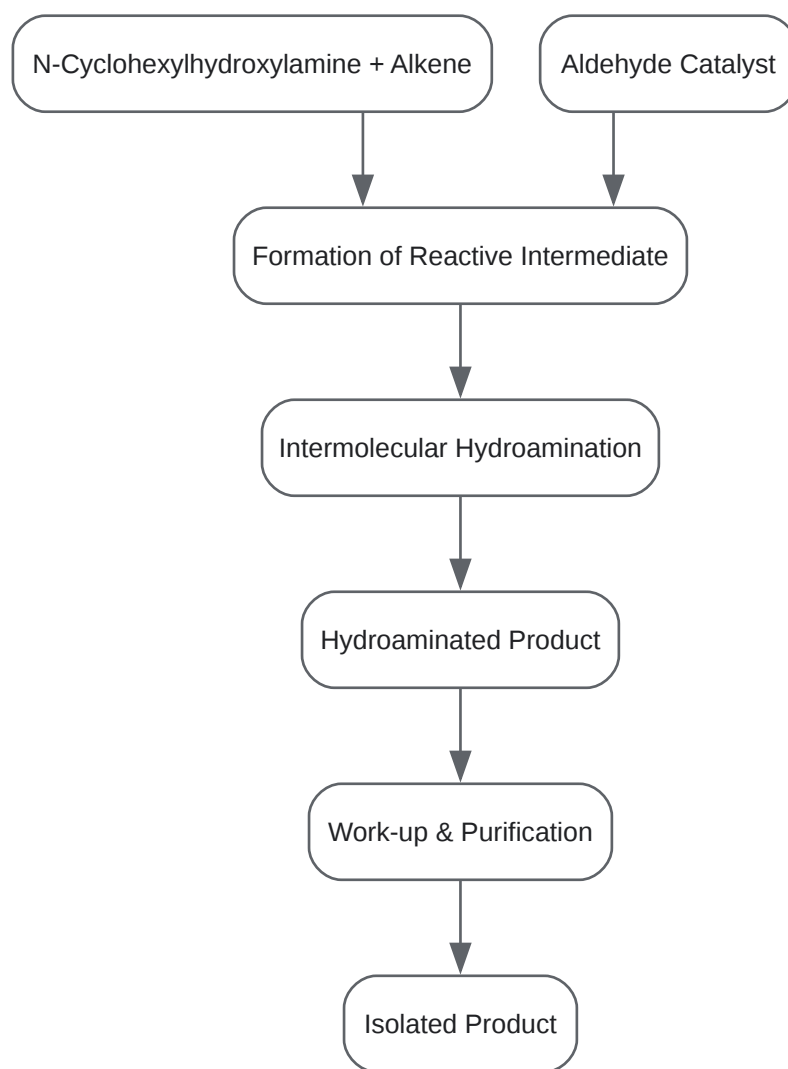 N-Cyclohexylhydroxylamine + Alkene
Aldehyde Catalyst
Formation of Reactive Intermediate
Intermolecular Hydroamination
Hydroaminated Product
Work-up & Purification
Isolated Product